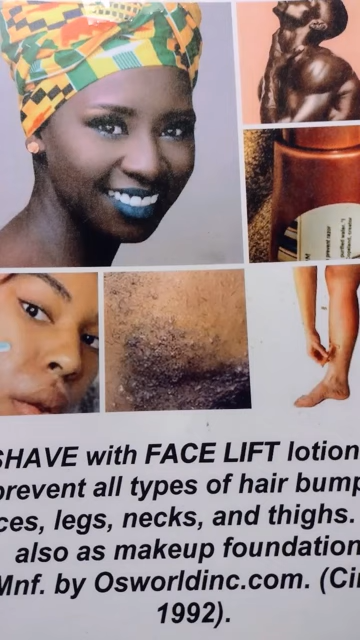 SHAVE with FACE LIFT lotion
prevent all types of hair bump
ces, legs, necks, and thighs.
also as makeup foundation
Mnf. by Osworldinc.com. (Cir
1992).